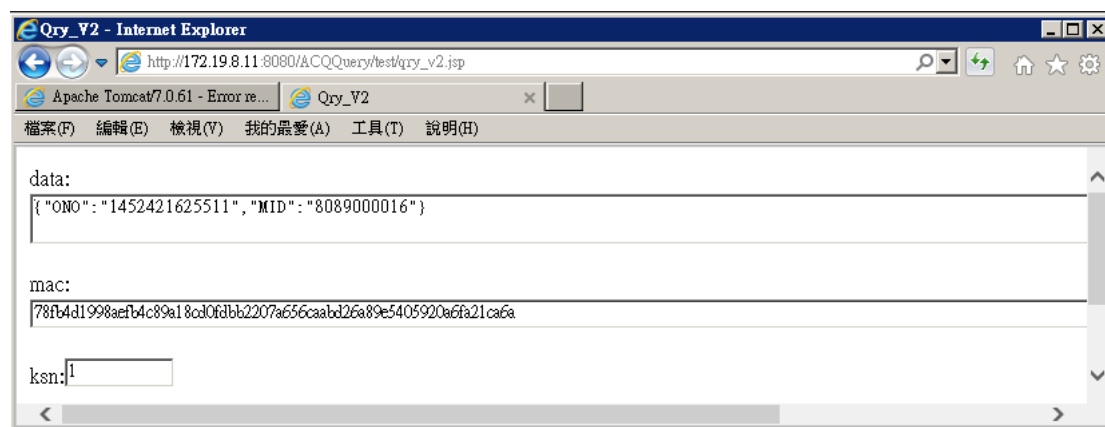 Qry_V2 - Internet Explorer
http://172.19.8.11:8080/ACQQuery/test/qry_v2.jsp
Apache Tomcat/7.0.61 - Error re...
Qry_V2
檔案(F) 編輯(E) 檢視(V) 我的最愛(A) 工具(T) 說明(H)
data:
{"ONO":"1452421625511","MID":"8089000016"}
mac:
78fb4d1998aefb4c89a18cd0fdbb2207a656caabd26a89e5405920a6fa21ca6a
ksn:1